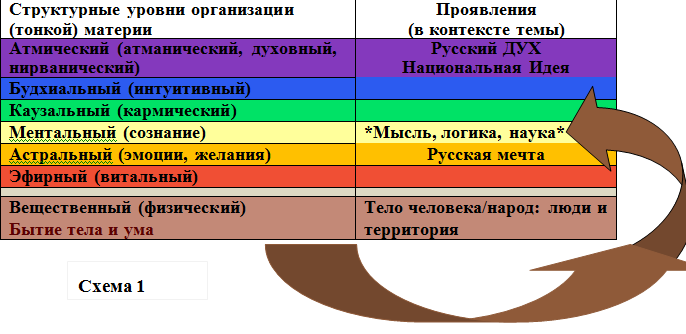 Структурные уровни организации
(тонкой) материи
Проявления
(в контексте темы)
Атмический (атманический, духовный,
нирванический)
Русский ДУХ
Национальная Идея
Будхиальный (интуитивный)
Каузальный (кармический)
Ментальный (сознание)
*Мысль, логика, наука*
Астральный (эмоции, желания)
Русская мечта
Эфирный (витальный)
Вещественный (физический)
Бытие тела и ума
Тело человека/народ: люди и
территория
Схема 1